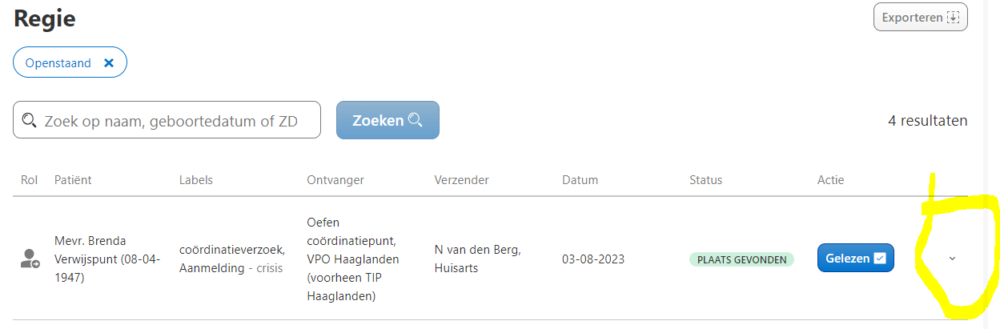 Regie
Exporteren
Openstaand
Zoek op naam, geboortedatum of ZD
Zoeken
4 resultaten
Rol Patiënt Labels Ontvanger Verzender Datum Status Actie
Mevr. Brenda
Verwijspunt (08-04-
1947)
coördinatieverzoek,
Aanmelding - crisis
Oefen
coördinatiepunt,
VPO Haaglanden
(voorheen TIP
Haaglanden)
N van den Berg,
Huisarts
03-08-2023
PLAATS GEVONDEN
Gelezen